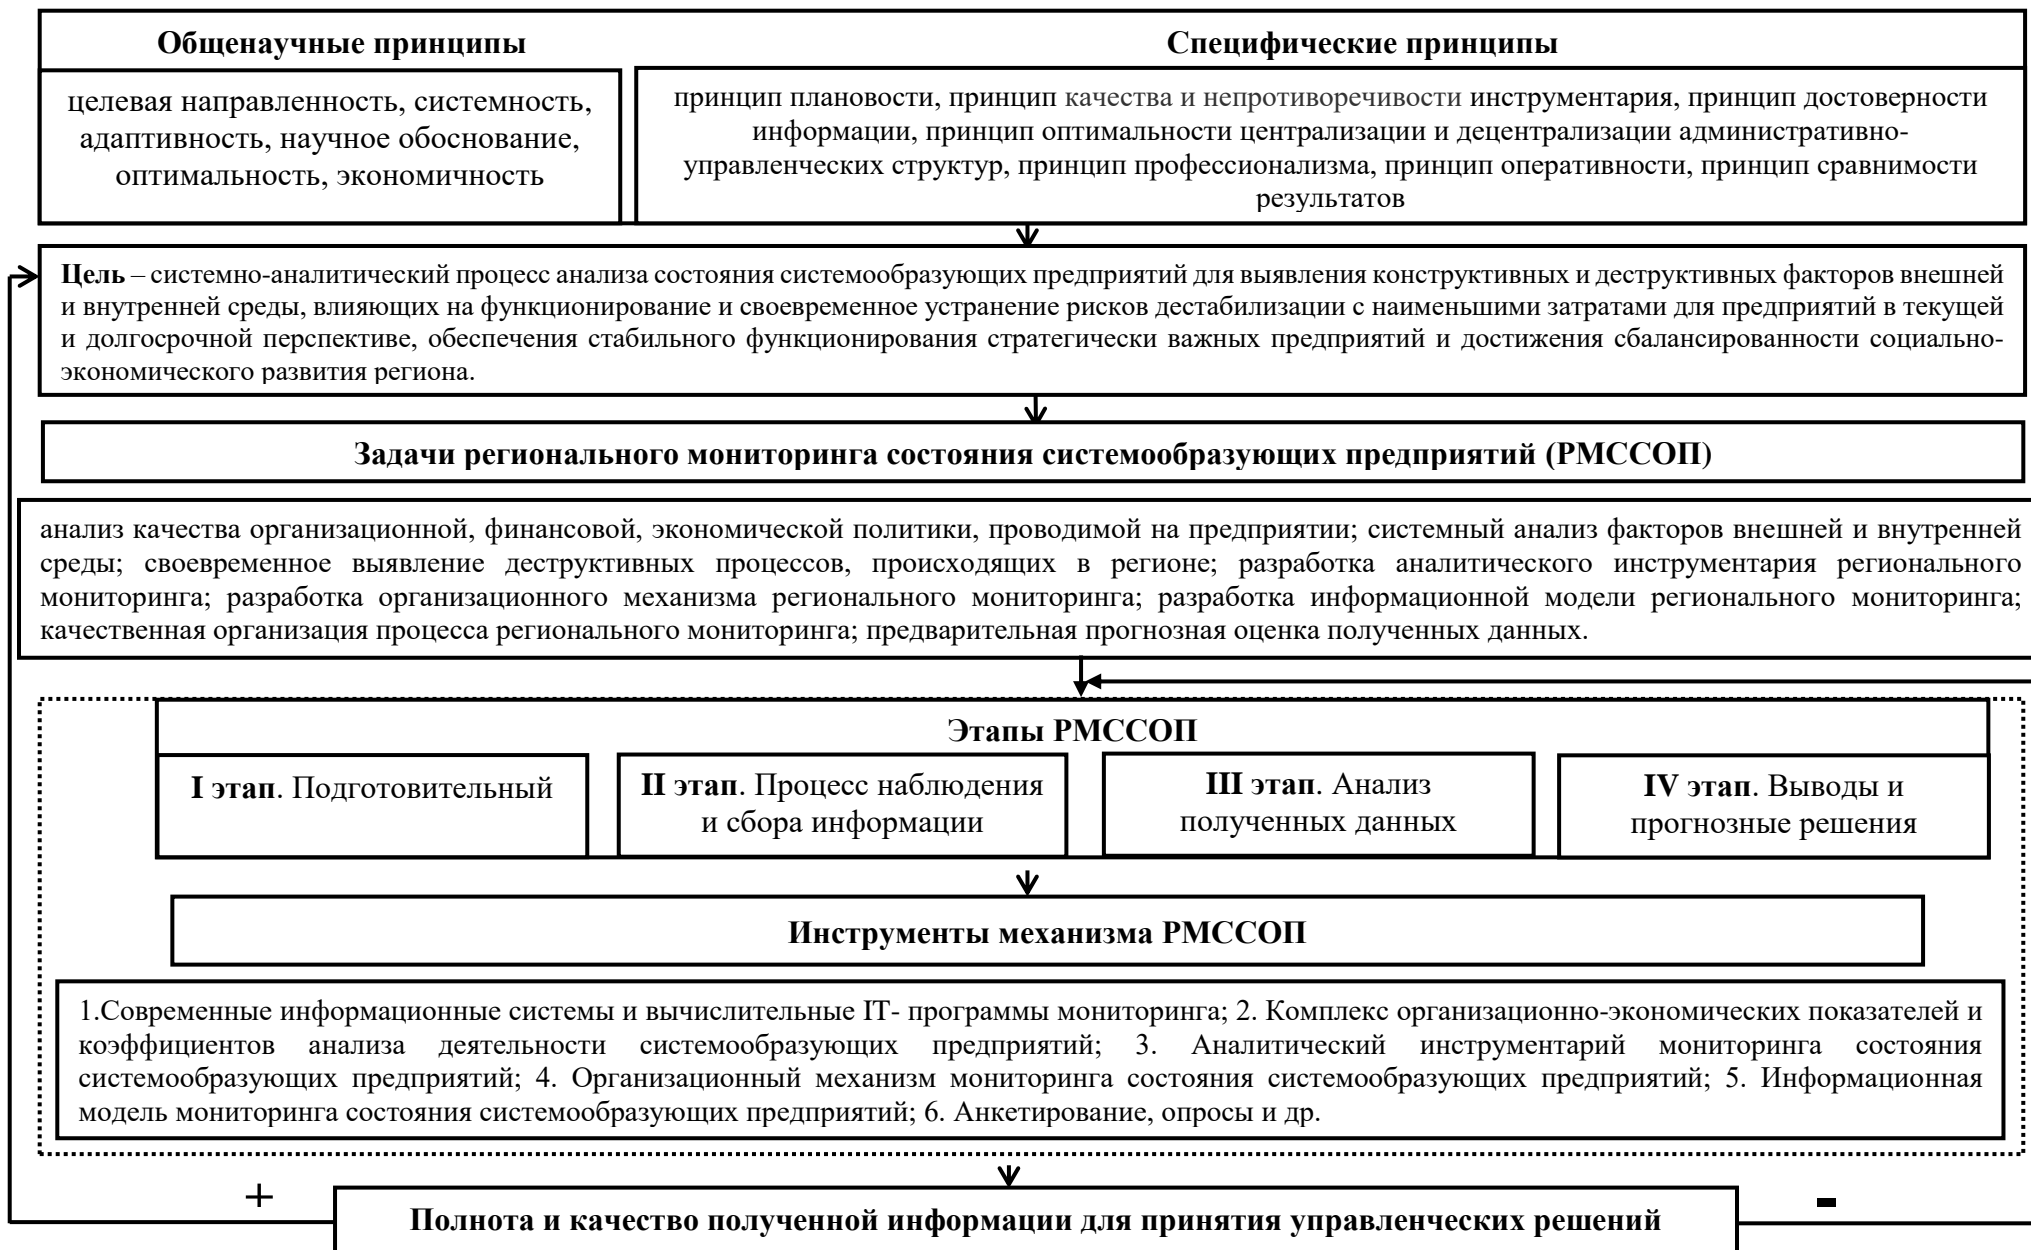 Общенаучные принципы
Специфические принципы
целевая направленность, системность,
адаптивность, научное обоснование,
оптимальность, экономичность
принцип плановости, принцип качества и непротиворечивости инструментария, принцип достоверности
информации, принцип оптимальности централизации и децентрализации административно-
управленческих структур, принцип профессионализма, принцип оперативности, принцип сравнимости
результатов
Цель – системно-аналитический процесс анализа состояния системообразующих предприятий для выявления конструктивных и деструктивных факторов внешней
и внутренней среды, влияющих на функционирование и своевременное устранение рисков дестабилизации с наименьшими затратами для предприятий в текущей
и долгосрочной перспективе, обеспечения стабильного функционирования стратегически важных предприятий и достижения сбалансированности социально-
экономического развития региона.
Задачи регионального мониторинга состояния системообразующих предприятий (РМССОП)
анализ качества организационной, финансовой, экономической политики, проводимой на предприятии; системный анализ факторов внешней и внутренней
среды; своевременное выявление деструктивных процессов, происходящих в регионе; разработка аналитического инструментария регионального
мониторинга; разработка организационного механизма регионального мониторинга; разработка информационной модели регионального мониторинга;
качественная организация процесса регионального мониторинга; предварительная прогнозная оценка полученных данных.
Этапы РМССОП
I этап. Подготовительный
II этап. Процесс наблюдения
и сбора информации
III этап. Анализ
полученных данных
IV этап. Выводы и
прогнозные решения
Инструменты механизма РМССОП
1.Современные информационные системы и вычислительные IT- программы мониторинга; 2. Комплекс организационно-экономических показателей и
коэффициентов анализа деятельности системообразующих предприятий; 3. Аналитический инструментарий мониторинга состояния
системообразующих предприятий; 4. Организационный механизм мониторинга состояния системообразующих предприятий; 5. Информационная
модель мониторинга состояния системообразующих предприятий; 6. Анкетирование, опросы и др.
+
-
Полнота и качество полученной информации для принятия управленческих решений